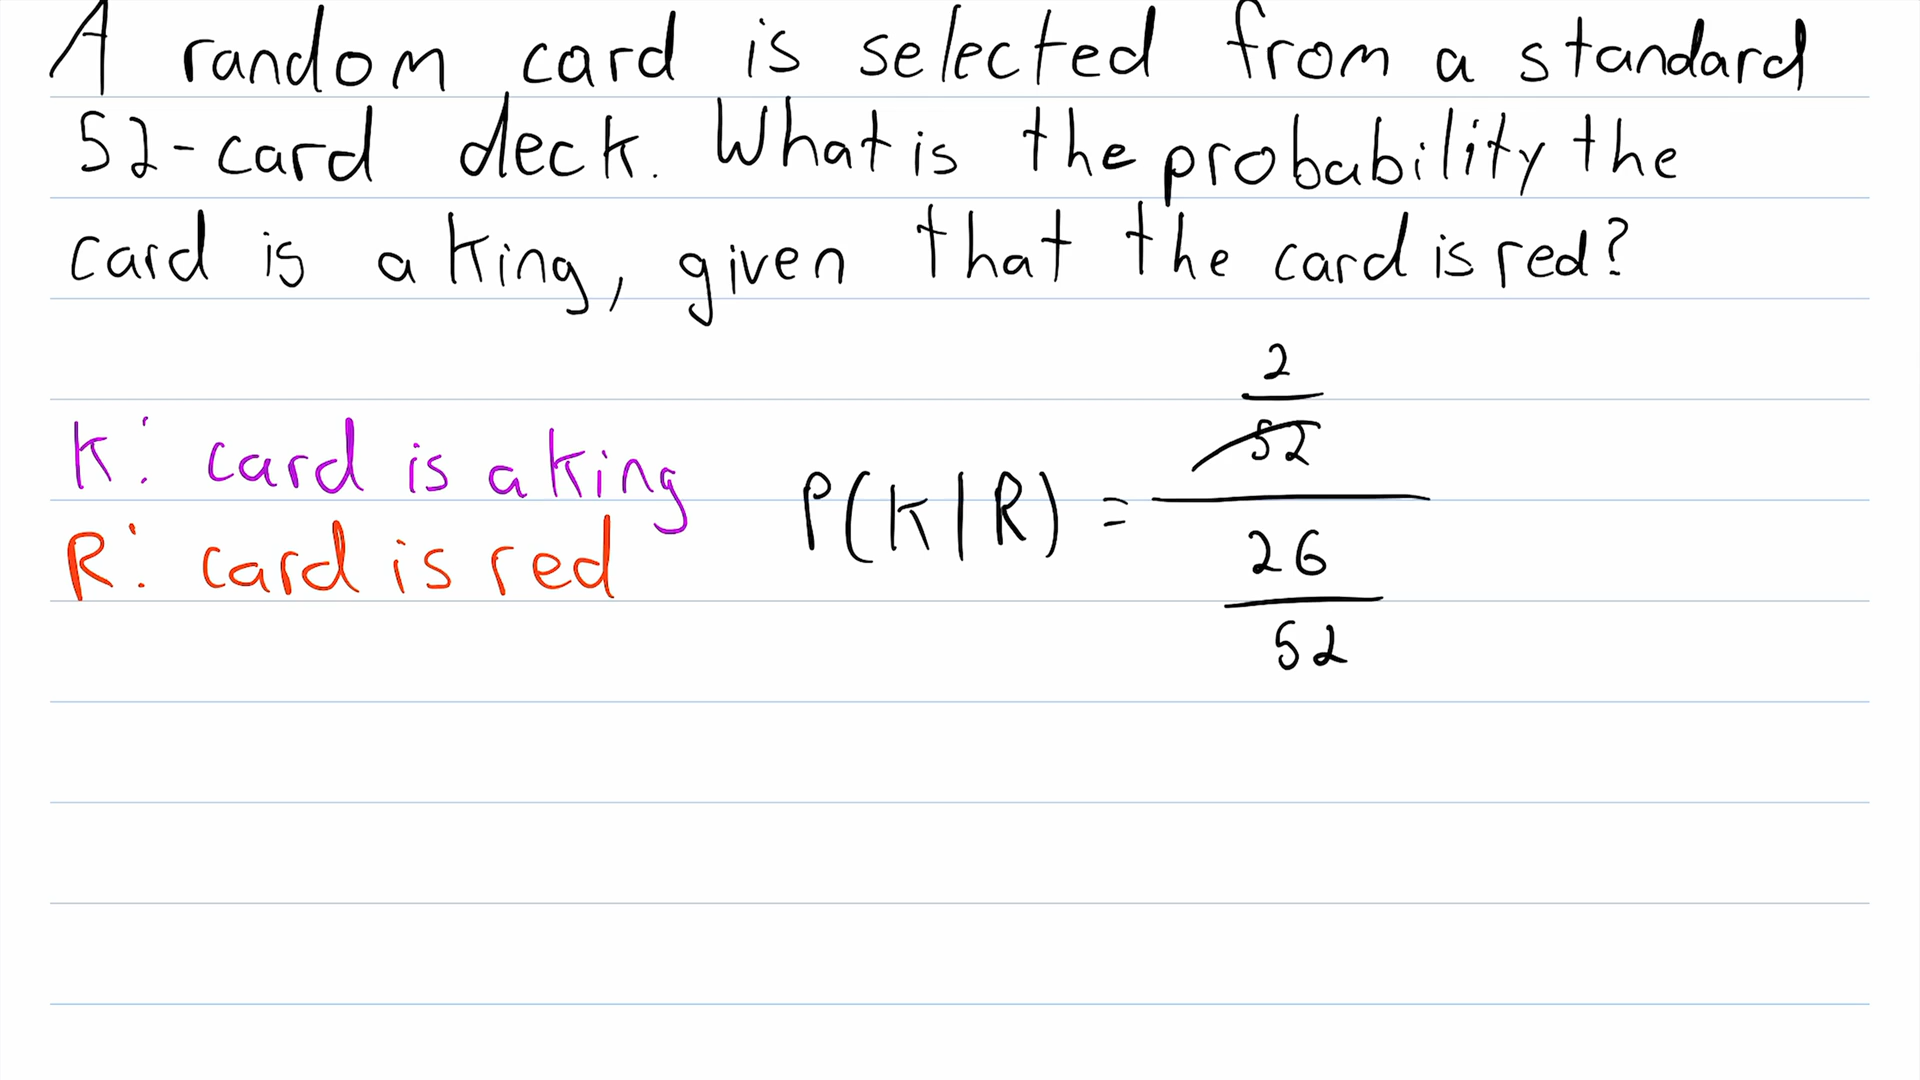 A random card is selected from a standard
52-card deck. What is the probability the
card is a king, given that the card is red?
K: card is a king
R: card is red
P(K|R) =
2
52
26
52